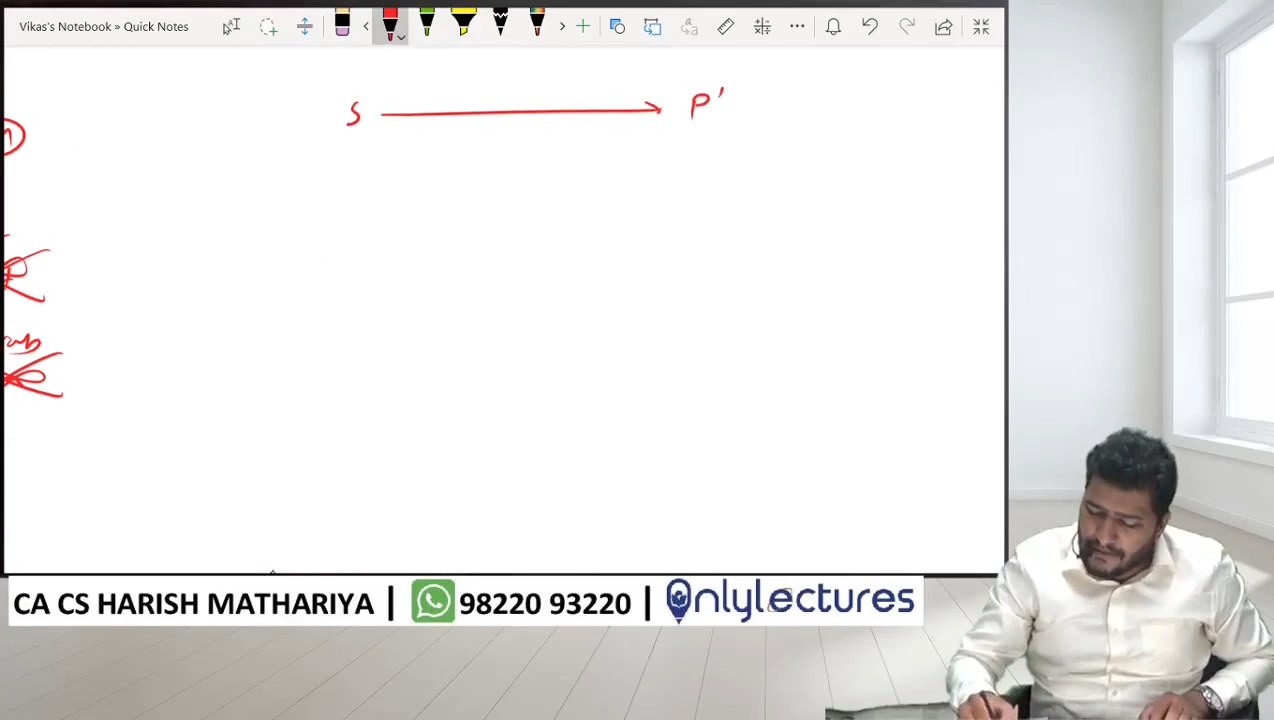 Vikas's Notebook » Quick Notes
S P'
CA CS HARISH MATHARIYA | 98220 93220 | Onlylectures